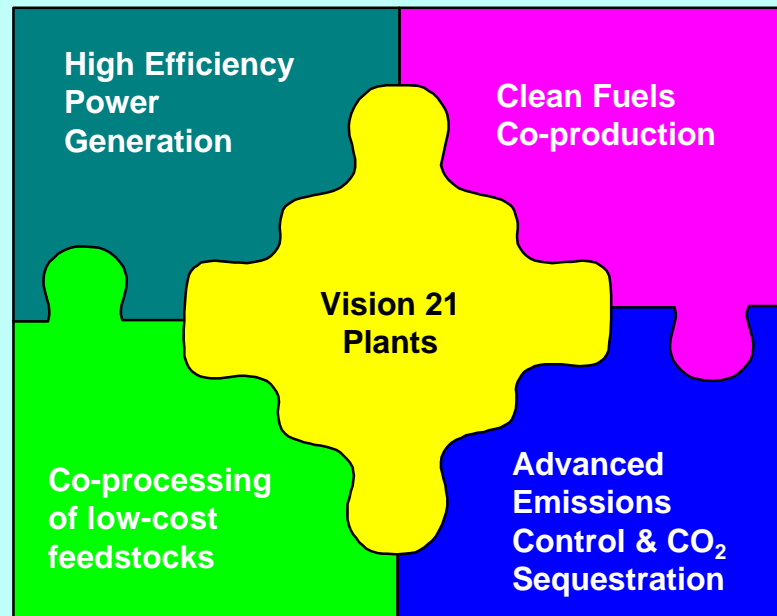 High Efficiency
Power
Generation
Clean Fuels
Co-production
Vision 21
Plants
Co-processing
of low-cost
feedstocks
Advanced
Emissions
Control & CO₂
Sequestration